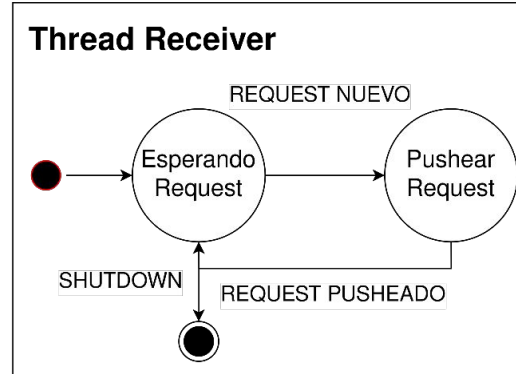 Thread Receiver
REQUEST NUEVO
Esperando
Request
Pushear
Request
SHUTDOWN
REQUEST PUSHEADO